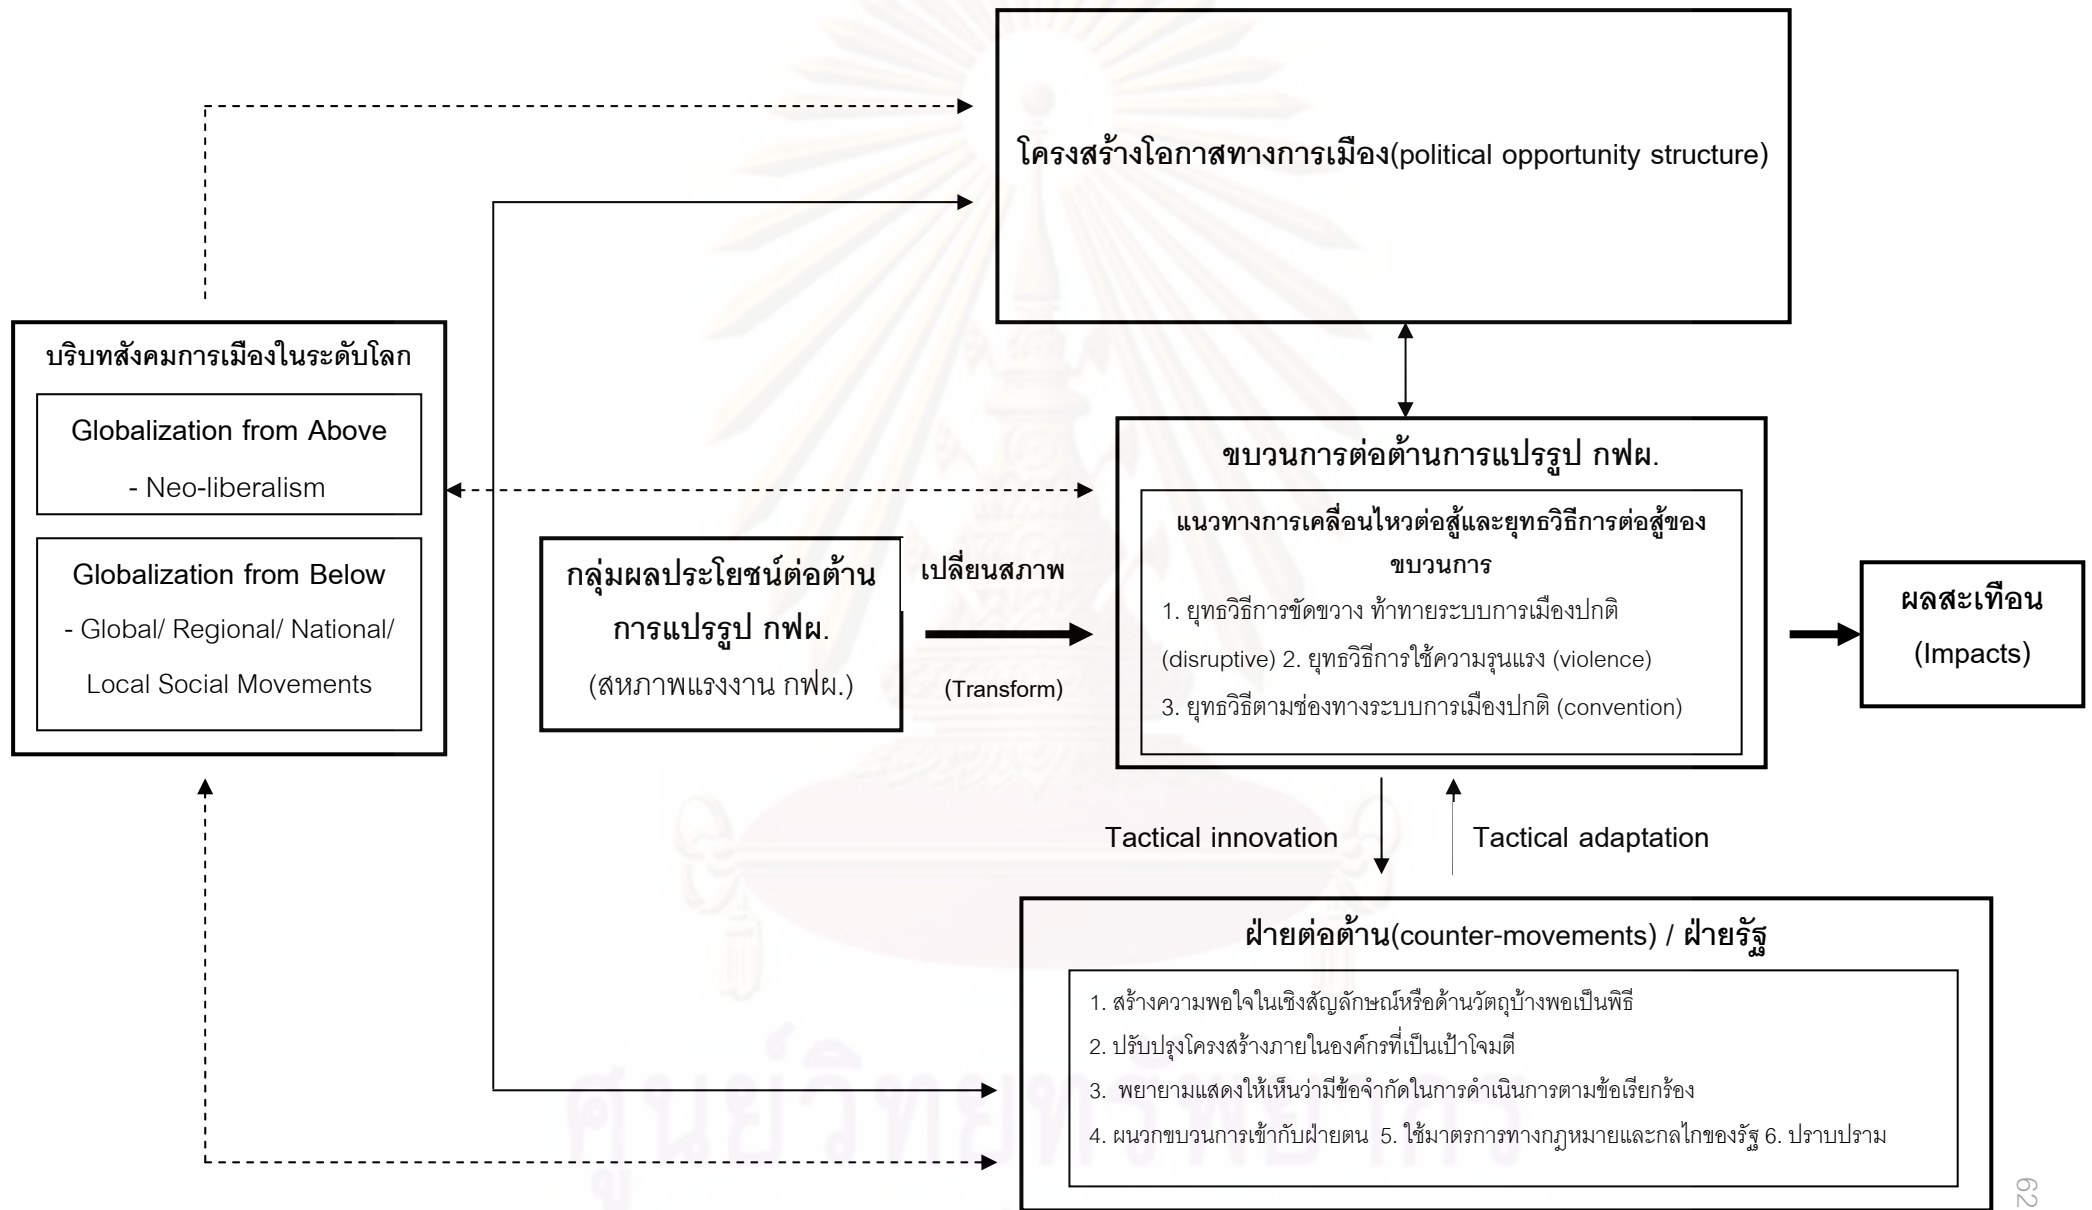 โครงสร้างโอกาสทางการเมือง(political opportunity structure)
บริบทสังคมการเมืองในระดับโลก
Globalization from Above
- Neo-liberalism
Globalization from Below
- Global/ Regional/ National/
Local Social Movements
กลุ่มผลประโยชน์ต่อต้าน
การแปรรูป กฟผ.
(สหภาพแรงงาน กฟผ.)
เปลี่ยนสภาพ
(Transform)
ขบวนการต่อต้านการแปรรูป กฟผ.
แนวทางการเคลื่อนไหวต่อสู้และยุทธวิธีการต่อสู้ของ
ขบวนการ
1. ยุทธวิธีการขัดขวาง ท้าทายระบบการเมืองปกติ
(disruptive) 2. ยุทธวิธีการใช้ความรุนแรง (violence)
3. ยุทธวิธีตามช่องทางระบบการเมืองปกติ (convention)
ผลสะเทือน
(Impacts)
Tactical innovation
Tactical adaptation
ฝ่ายต่อต้าน(counter-movements) / ฝ่ายรัฐ
1. สร้างความพอใจในเชิงสัญลักษณ์หรือด้านวัตถุบ้างพอเป็นพิธี
2. ปรับปรุงโครงสร้างภายในองค์กรที่เป็นเป้าโจมตี
3. พยายามแสดงให้เห็นว่ามีข้อจำกัดในการดำเนินการตามข้อเรียกร้อง
4. ผนวกขบวนการเข้ากับฝ่ายตน 5. ใช้มาตรการทางกฎหมายและกลไกของรัฐ 6. ปราบปราม
ศูนย์วิทยทรัพยากร
62